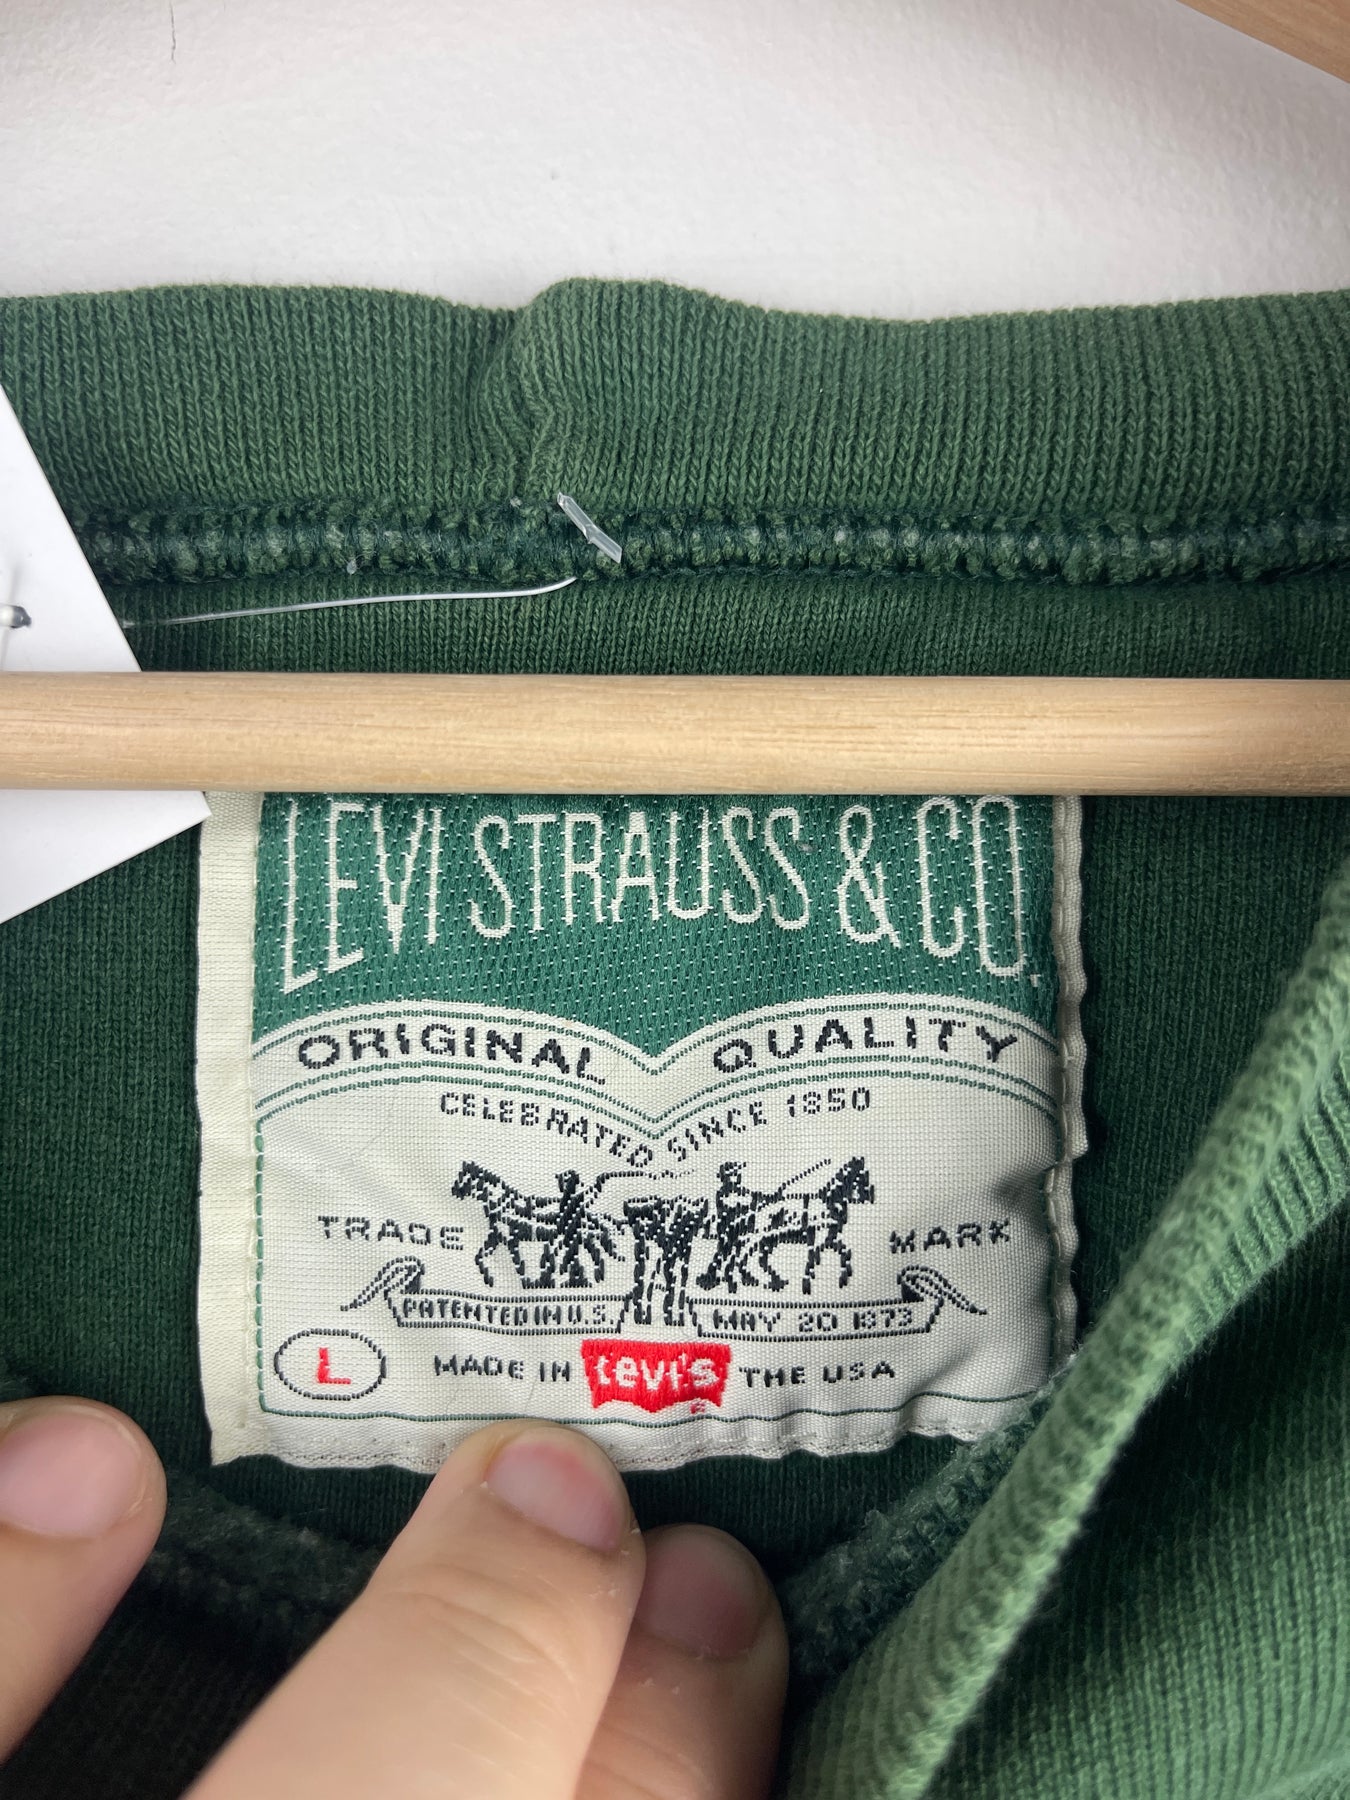 LEVI STRAUSS & CO.
ORIGINAL QUALITY
CELEBRATED SINCE 1850
TRADE MARK
PATENTED IN U.S. MAY 20 1873
L MADE IN Levi's THE USA